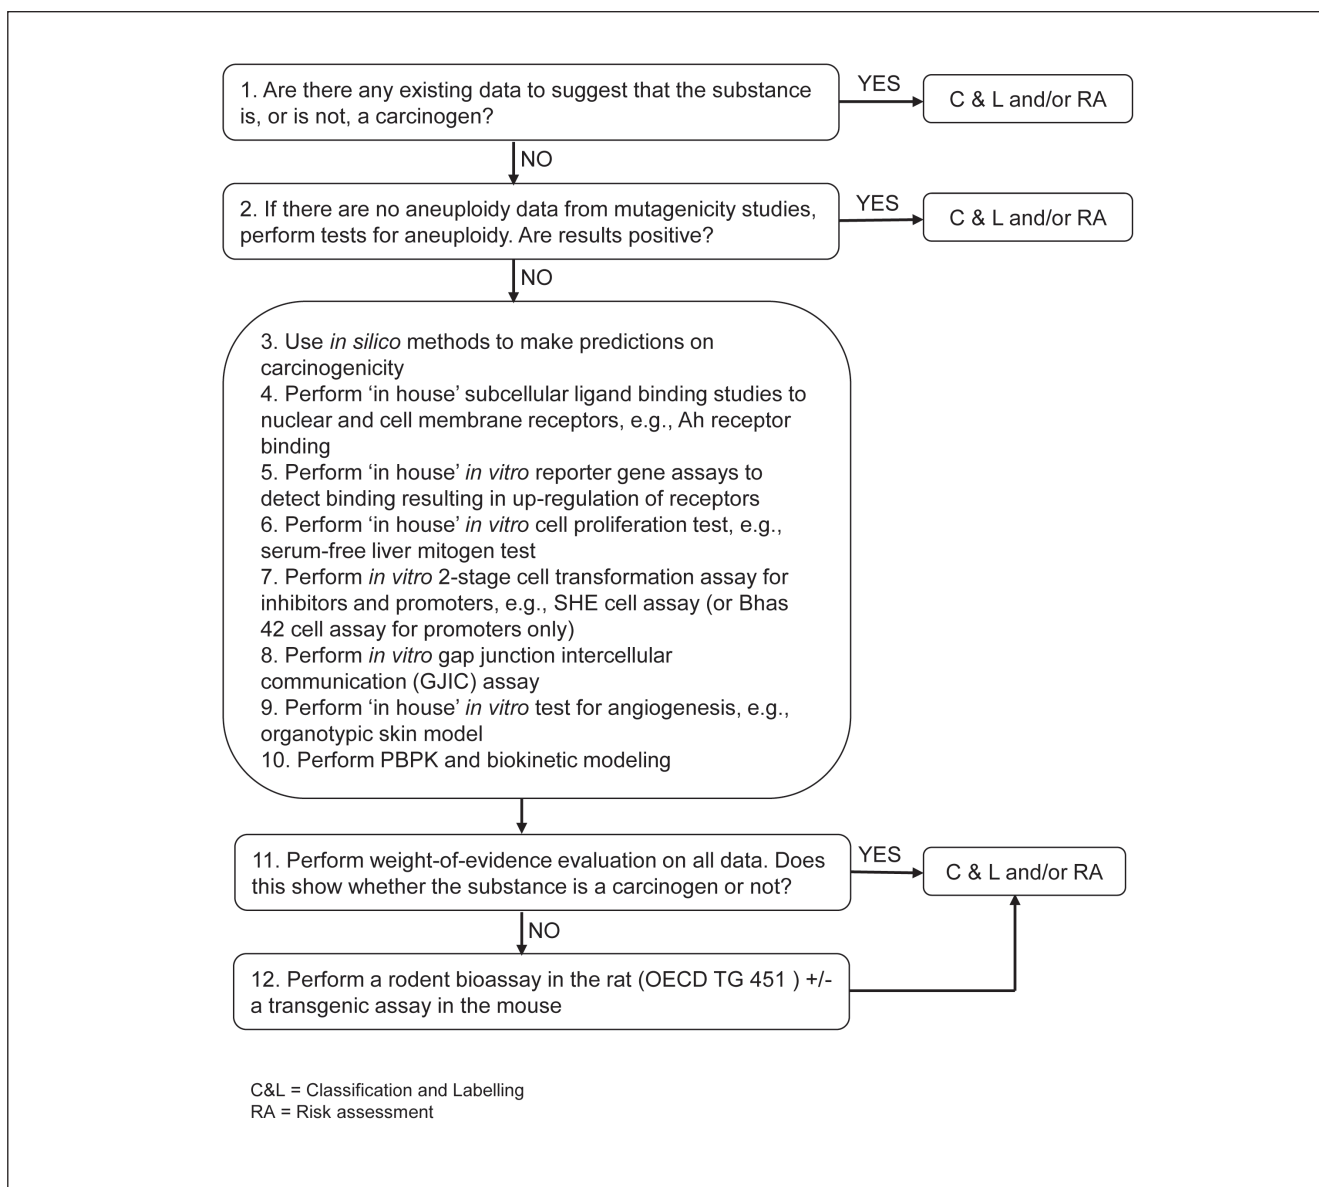 1. Are there any existing data to suggest that the substance
is, or is not, a carcinogen?
YES
C & L and/or RA
NO
2. If there are no aneuploidy data from mutagenicity studies,
perform tests for aneuploidy. Are results positive?
YES
C & L and/or RA
NO
3. Use in silico methods to make predictions on
carcinogenicity
4. Perform ‘in house’ subcellular ligand binding studies to
nuclear and cell membrane receptors, e.g., Ah receptor
binding
5. Perform ‘in house’ in vitro reporter gene assays to
detect binding resulting in up-regulation of receptors
6. Perform ‘in house’ in vitro cell proliferation test, e.g.,
serum-free liver mitogen test
7. Perform in vitro 2-stage cell transformation assay for
inhibitors and promoters, e.g., SHE cell assay (or Bhas
42 cell assay for promoters only)
8. Perform in vitro gap junction intercellular
communication (GJIC) assay
9. Perform ‘in house’ in vitro test for angiogenesis, e.g.,
organotypic skin model
10. Perform PBPK and biokinetic modeling
11. Perform weight-of-evidence evaluation on all data. Does
this show whether the substance is a carcinogen or not?
YES
C & L and/or RA
NO
12. Perform a rodent bioassay in the rat (OECD TG 451 ) +/-
a transgenic assay in the mouse
C&L = Classification and Labelling
RA = Risk assessment